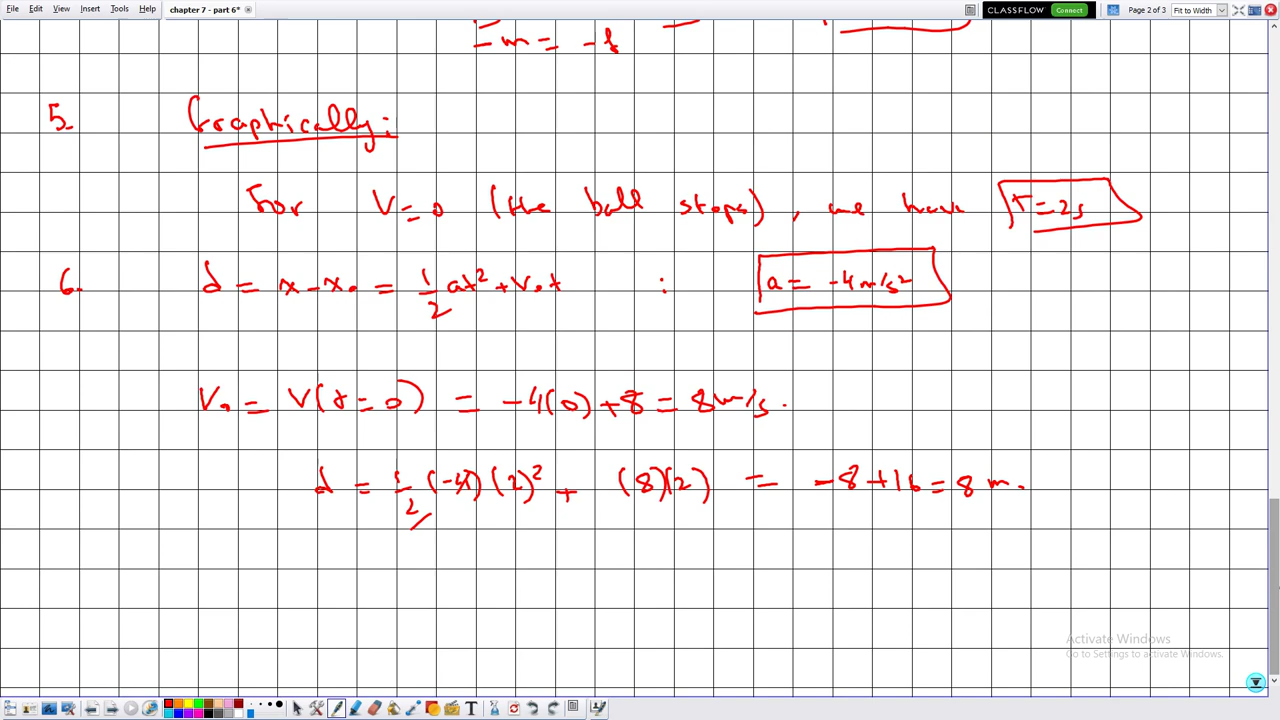 File Edit View Insert Tools Help chapter 7 - part 6* CLASSFLOW Connect Page 2 of 3 Fit to Width
- m =
5. Graphically:
For V = 0 (the ball stops), we have t = 2s
6. d = x - x₀ = 1/2 at² + V₀t : a = -4m/s²
V₀ = V(t = 0) = -4(0) + 8 = 8m/s.
d = 1/2 (-4)(2)² + (8)(2) = -8 + 16 = 8 m.
Activate Windows
Go to Settings to activate Windows.